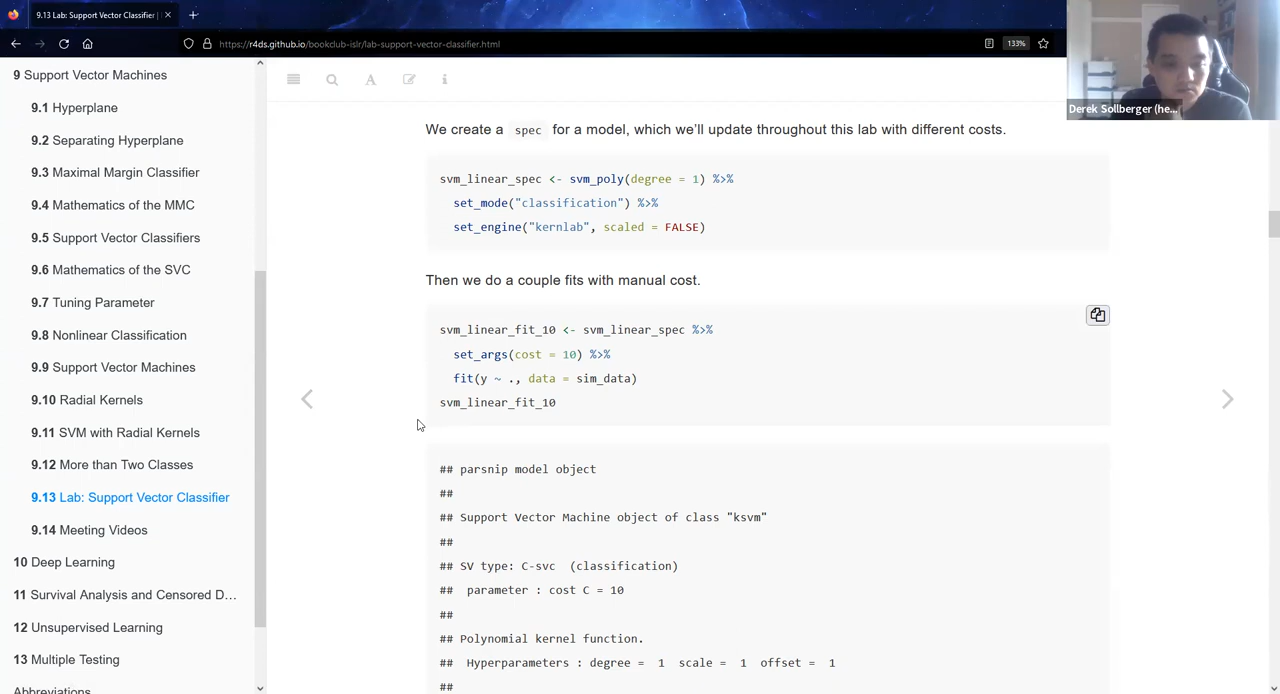 9.13 Lab: Support Vector Classifier |
https://r4ds.github.io/bookclub-islr/lab-support-vector-classifier.html
133%
Derek Sollberger (he...
9 Support Vector Machines
9.1 Hyperplane
9.2 Separating Hyperplane
9.3 Maximal Margin Classifier
9.4 Mathematics of the MMC
9.5 Support Vector Classifiers
9.6 Mathematics of the SVC
9.7 Tuning Parameter
9.8 Nonlinear Classification
9.9 Support Vector Machines
9.10 Radial Kernels
9.11 SVM with Radial Kernels
9.12 More than Two Classes
9.13 Lab: Support Vector Classifier
9.14 Meeting Videos
10 Deep Learning
11 Survival Analysis and Censored D...
12 Unsupervised Learning
13 Multiple Testing
Abbreviations
We create a spec for a model, which we'll update throughout this lab with different costs.
svm_linear_spec <- svm_poly(degree = 1) %>%
set_mode("classification") %>%
set_engine("kernlab", scaled = FALSE)
Then we do a couple fits with manual cost.
svm_linear_fit_10 <- svm_linear_spec %>%
set_args(cost = 10) %>%
fit(y ~ ., data = sim_data)
svm_linear_fit_10
## parsnip model object
##
## Support Vector Machine object of class "ksvm"
##
## SV type: C-svc  (classification)
##  parameter : cost C = 10
##
## Polynomial kernel function.
##  Hyperparameters : degree =  1  scale =  1  offset =  1
##